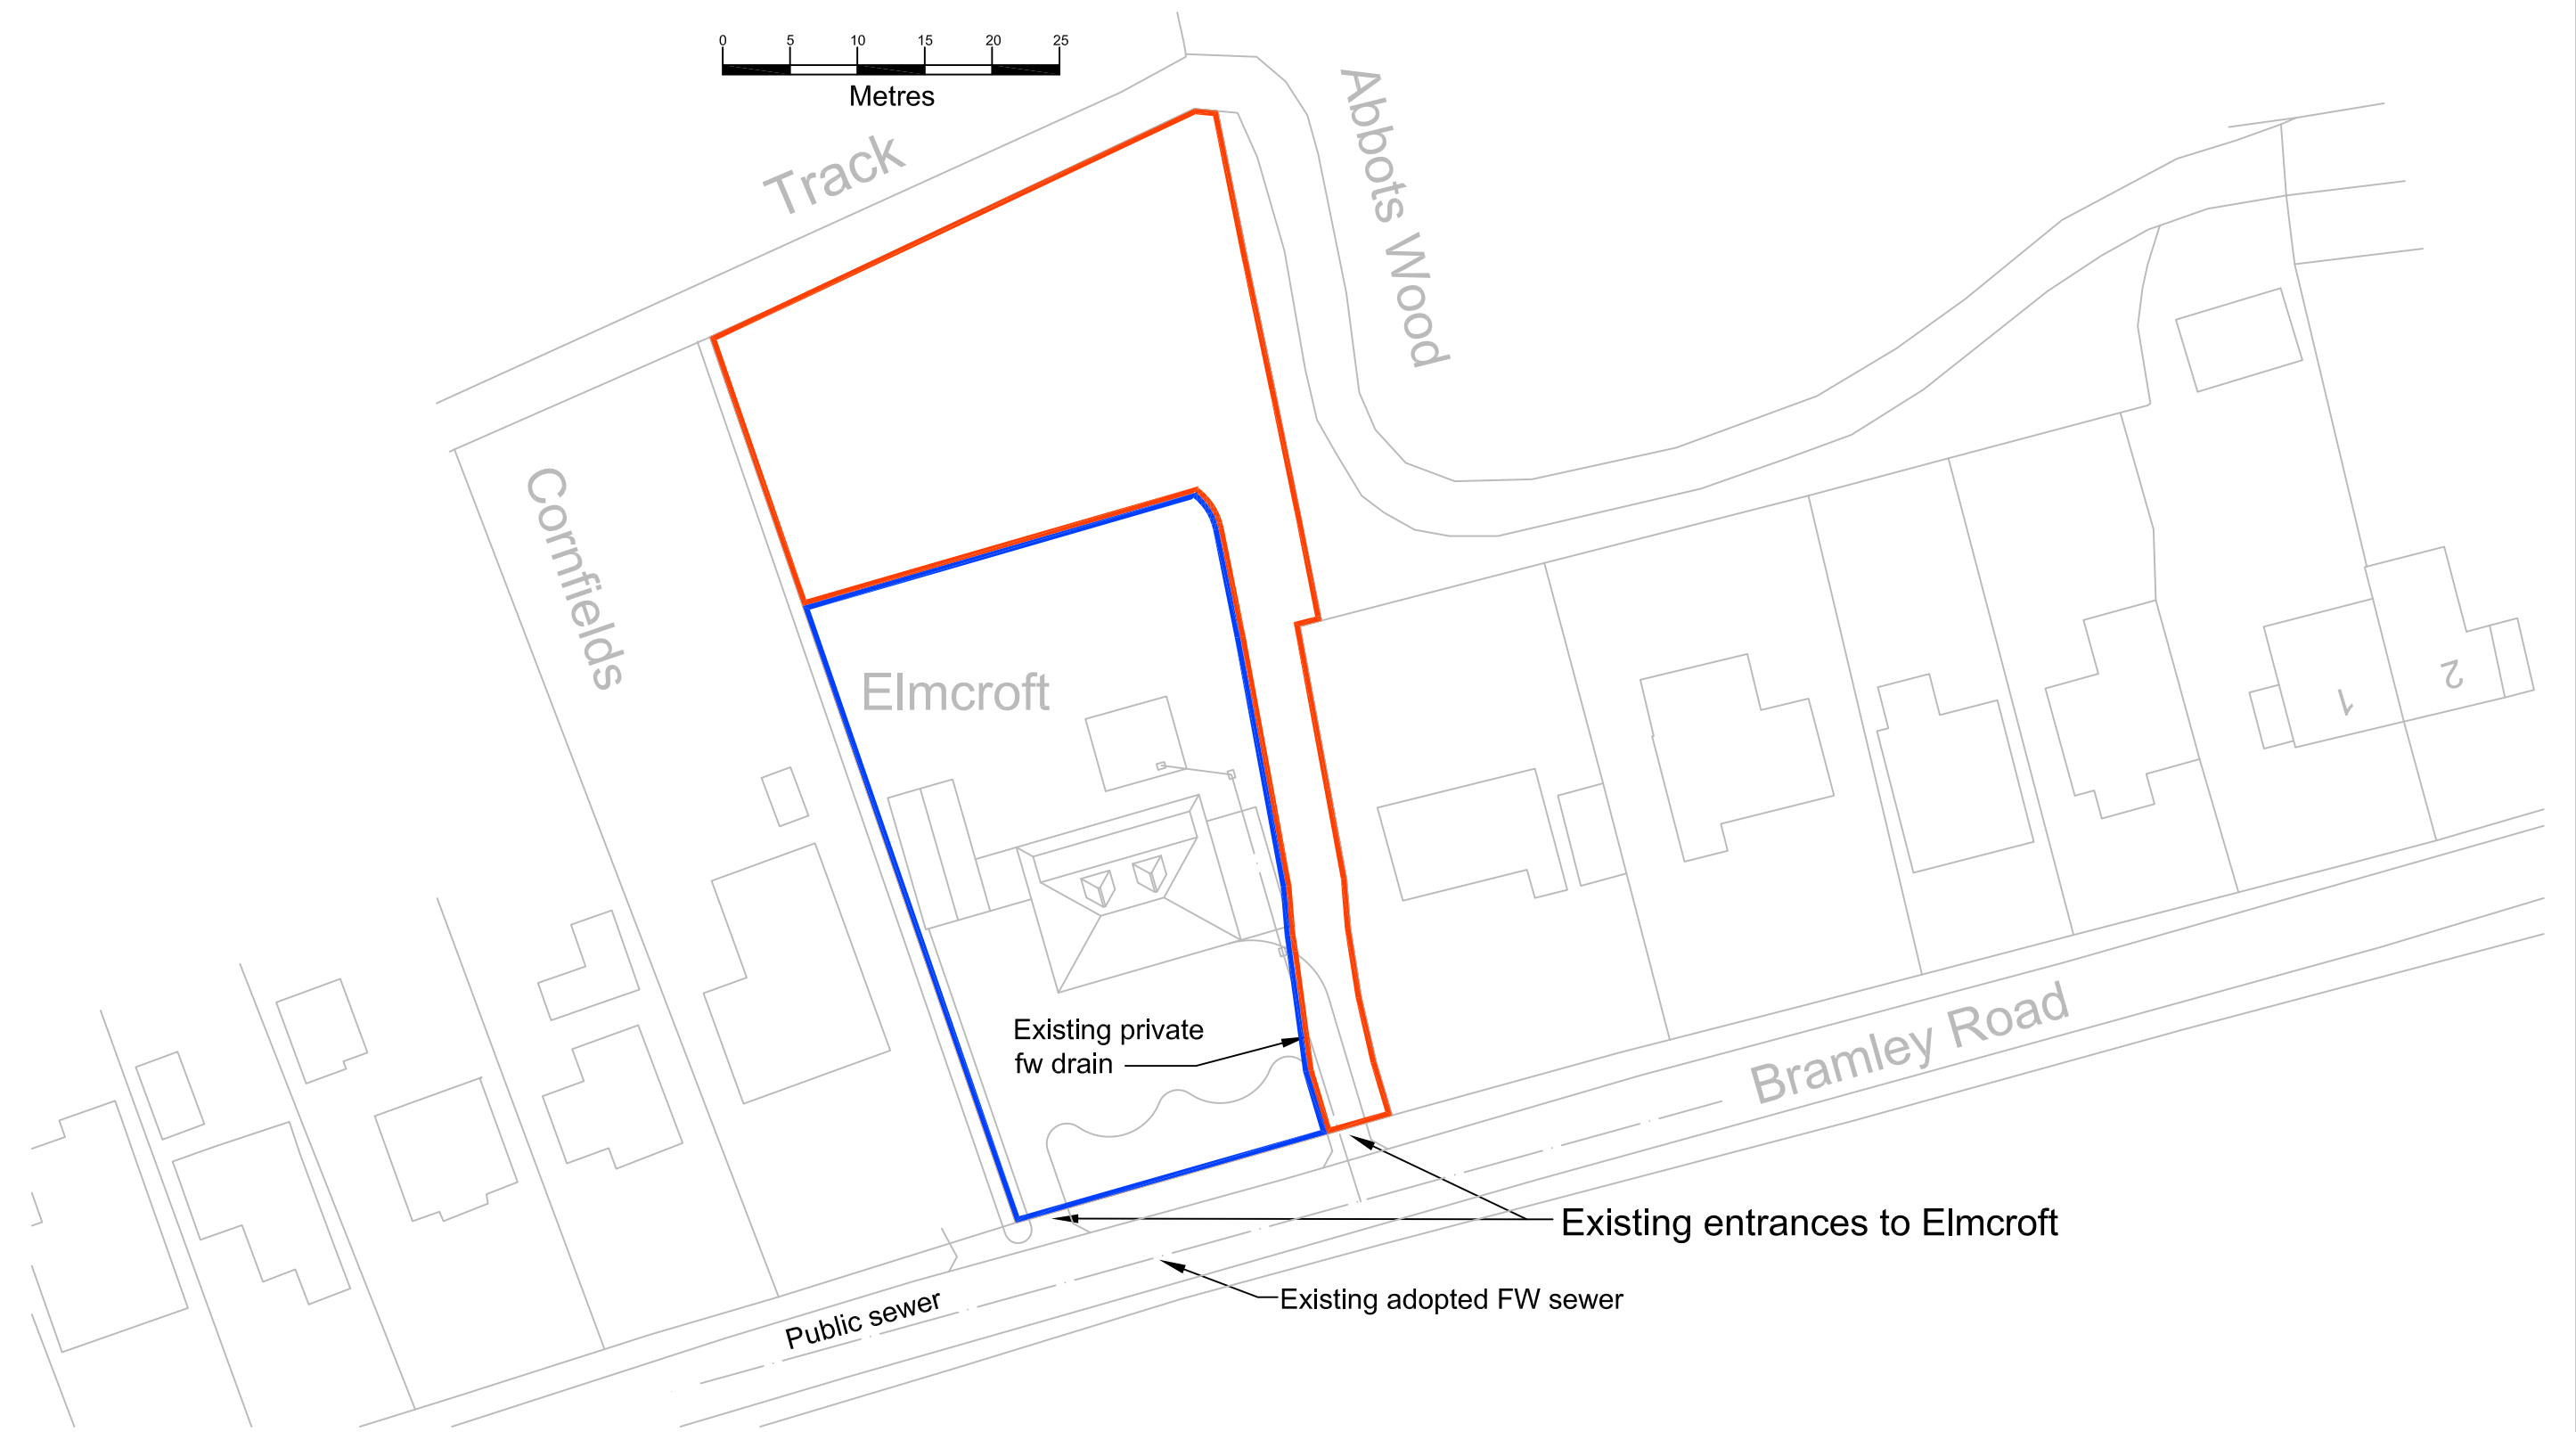 0 5 10 15 20 25
Metres
Track
Abbots Wood
Cornfields
Elmcroft
1
2
Existing private
fw drain
Bramley Road
Existing entrances to Elmcroft
Existing adopted FW sewer
Public sewer